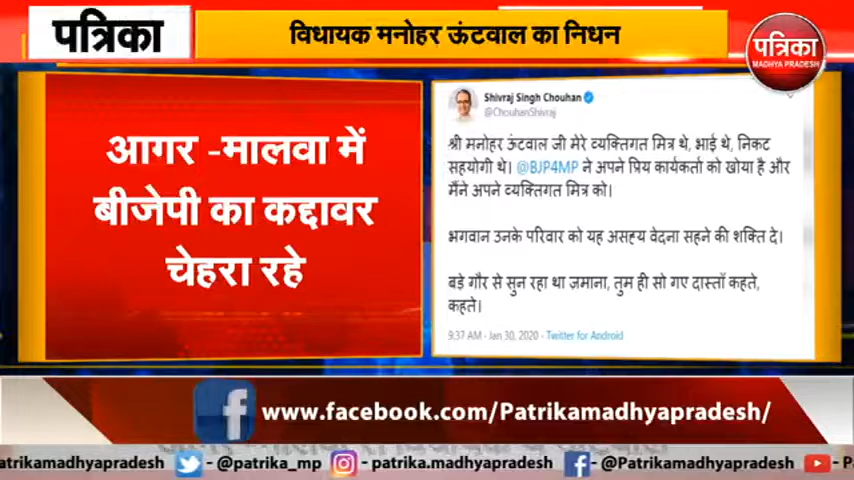 पत्रिका
विधायक मनोहर ऊंटवाल का निधन
पत्रिका
MADHYA PRADESH
आगर -मालवा में
बीजेपी का कद्दावर
चेहरा रहे
Shivraj Singh Chouhan
@ChouhanShivraj
श्री मनोहर ऊंटवाल जी मेरे व्यक्तिगत मित्र थे, भाई थे, निकट
सहयोगी थे। @BJP4MP ने अपने प्रिय कार्यकर्ता को खोया है और
मैंने अपने व्यक्तिगत मित्र को।
भगवान उनके परिवार को यह असह्य वेदना सहने की शक्ति दे।
बड़े गौर से सुन रहा था ज़माना, तुम ही सो गए दास्ताँ कहते,
कहते।
9:37 AM - Jan 30, 2020 - Twitter for Android
www.facebook.com/Patrikamadhyapradesh/
atrikamadhyapradesh - @patrika_mp - patrika.madhyapradesh - @Patrikamadhyapradesh - P